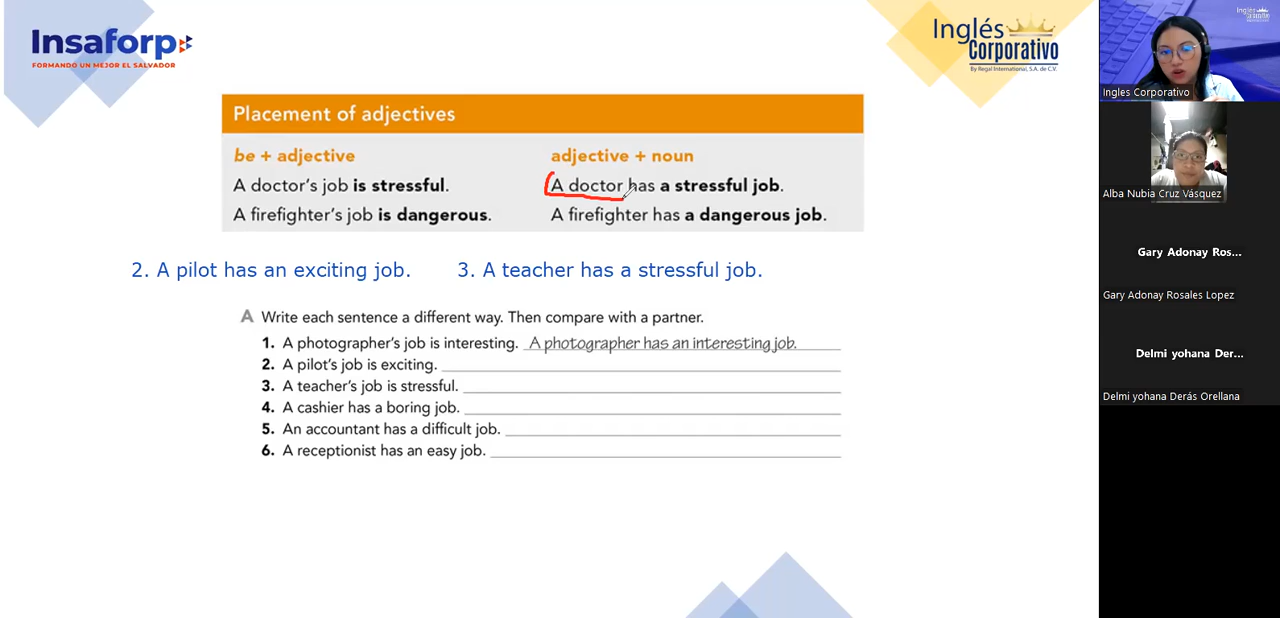 Insaforp
FORMANDO UN MEJOR EL SALVADOR
Inglés
Corporativo
By Regal International, S.A. de C.V.
Placement of adjectives
be + adjective
A doctor's job is stressful.
A firefighter's job is dangerous.
adjective + noun
A doctor has a stressful job.
A firefighter has a dangerous job.
2. A pilot has an exciting job.
3. A teacher has a stressful job.
A Write each sentence a different way. Then compare with a partner.
1. A photographer's job is interesting. A photographer has an interesting job.
2. A pilot's job is exciting.
3. A teacher's job is stressful.
4. A cashier has a boring job.
5. An accountant has a difficult job.
6. A receptionist has an easy job.
Ingles Corporativo
Alba Nubia Cruz Vásquez
Gary Adonay Ros...
Gary Adonay Rosales Lopez
Delmi yohana Der...
Delmi yohana Derás Orellana